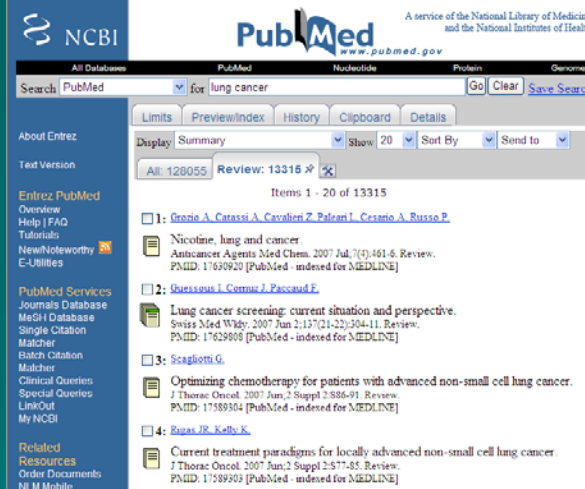 NCBI
PubMed
www.pubmed.gov
A service of the National Library of Medicin
and the National Institutes of Healt
All Databases PubMed Nucleotide Protein Genome
Search PubMed for lung cancer Go Clear Save Searc
Limits Preview/Index History Clipboard Details
Display Summary Show 20 Sort By Send to
All: 128055 Review: 13315
Items 1 - 20 of 13315
About Entrez
Text Version
Entrez PubMed
Overview
Help | FAQ
Tutorials
New/Noteworthy
E-Utilities
PubMed Services
Journals Database
MeSH Database
Single Citation
Matcher
Batch Citation
Matcher
Clinical Queries
Special Queries
LinkOut
My NCBI
Related
Resources
Order Documents
NLM Mobile
1: Grozio A, Catassi A, Cavalieri Z, Paleari L, Cesario A, Russo P.
Nicotine, lung and cancer.
Anticancer Agents Med Chem. 2007 Jul;7(4):461-6. Review.
PMID: 17630920 [PubMed - indexed for MEDLINE]
2: Guessous I, Cornuz J, Paccaud F.
Lung cancer screening: current situation and perspective.
Swiss Med Wkly. 2007 Jun 2;137(21-22):304-11. Review.
PMID: 17629808 [PubMed - indexed for MEDLINE]
3: Scagliotti G.
Optimizing chemotherapy for patients with advanced non-small cell lung cancer.
J Thorac Oncol. 2007 Jun;2 Suppl 2:S86-91. Review.
PMID: 17589304 [PubMed - indexed for MEDLINE]
4: Rigas JR, Kelly K.
Current treatment paradigms for locally advanced non-small cell lung cancer.
J Thorac Oncol. 2007 Jun;2 Suppl 2:S77-85. Review.
PMID: 17589303 [PubMed - indexed for MEDLINE]